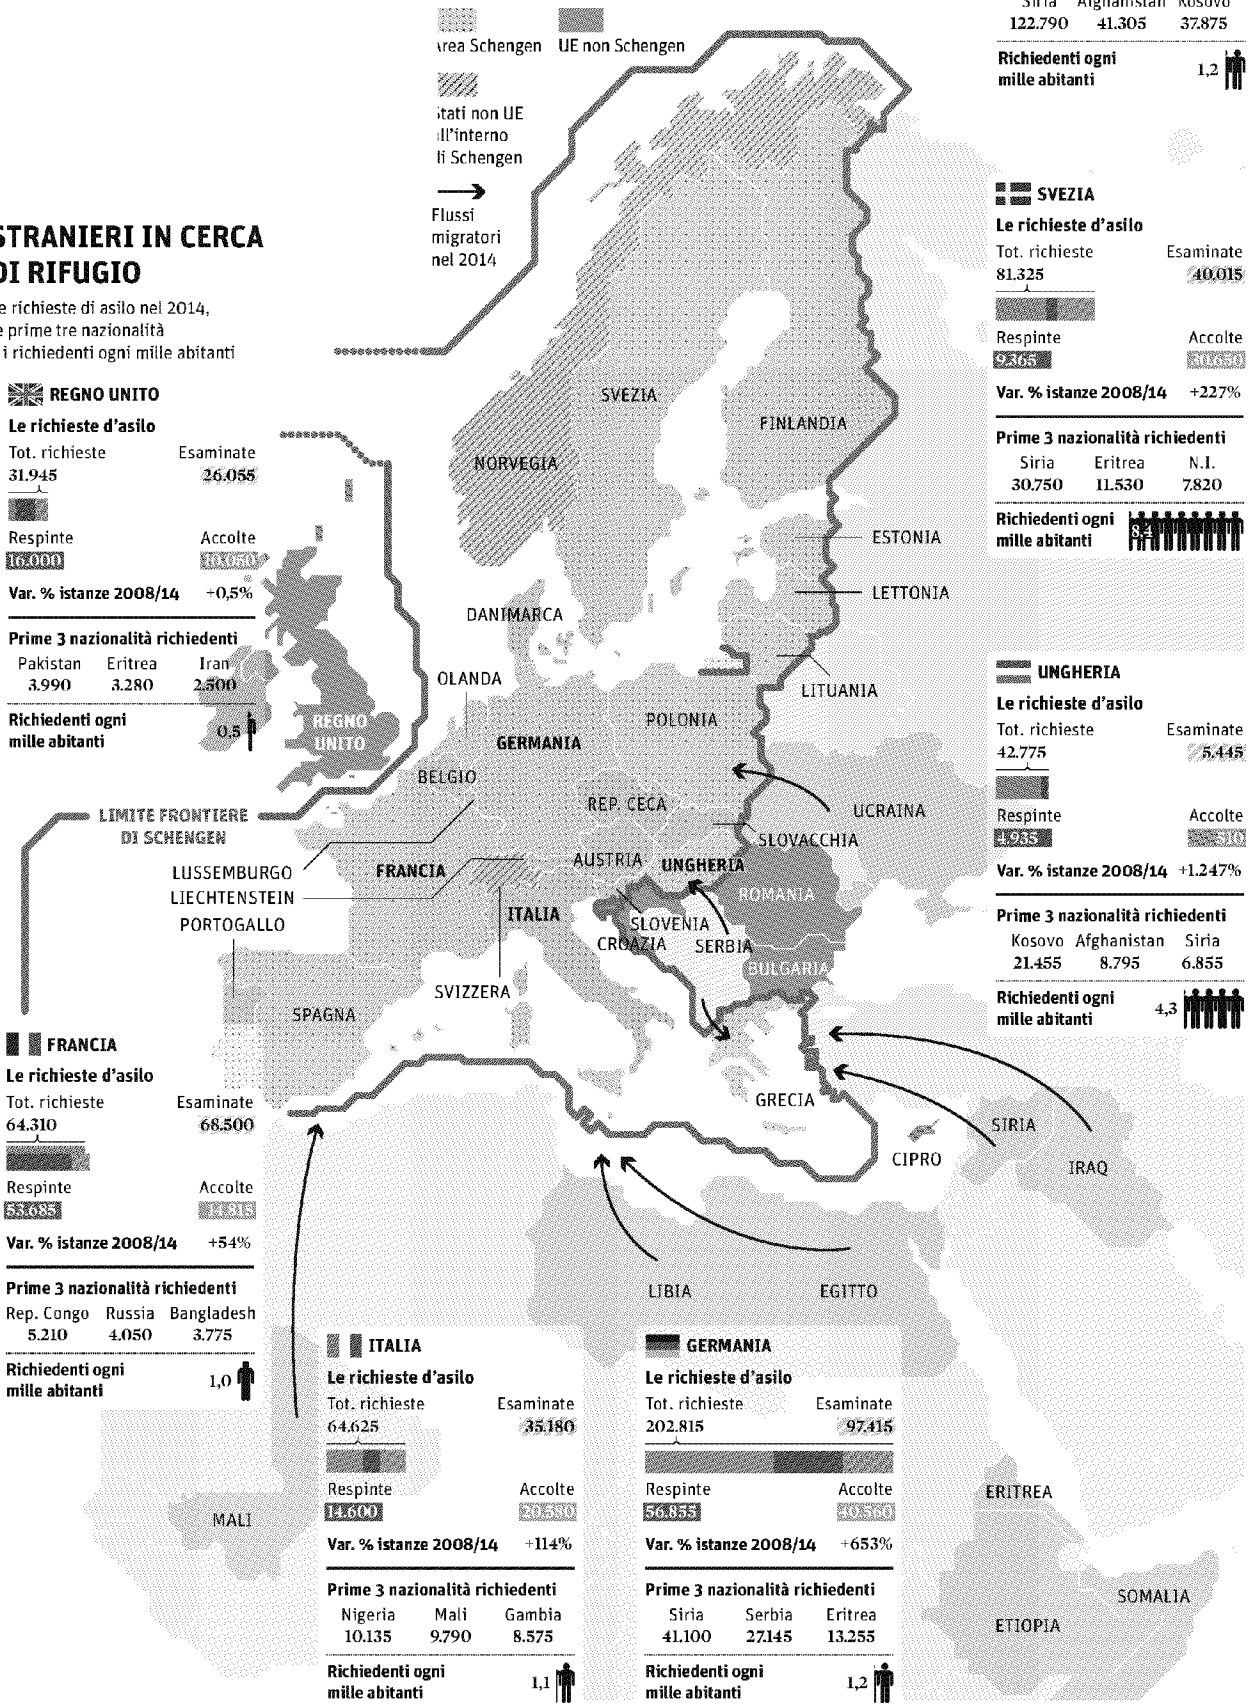 Siria Afghanistan Kosovo
122.790 41.305 37.875
Richiedenti ogni
mille abitanti
1,2
rea Schengen
UE non Schengen
tati non UE
ll'interno
i Schengen
Flussi
migratori
nel 2014
STRANIERI IN CERCA
DI RIFUGIO
e richieste di asilo nel 2014,
e prime tre nazionalità
i richiedenti ogni mille abitanti
REGNO UNITO
Le richieste d'asilo
Tot. richieste Esaminate
31.945 26.055
Respinte Accolte
16.000 10.050
Var. % istanze 2008/14 +0,5%
Prime 3 nazionalità richiedenti
Pakistan Eritrea Iran
3.990 3.280 2.500
Richiedenti ogni
mille abitanti
0,5
SVEZIA
Le richieste d'asilo
Tot. richieste Esaminate
81.325 40.015
Respinte Accolte
9.365 30.650
Var. % istanze 2008/14 +227%
Prime 3 nazionalità richiedenti
Siria Eritrea N.I.
30.750 11.530 7.820
Richiedenti ogni
mille abitanti
UNGHERIA
Le richieste d'asilo
Tot. richieste Esaminate
42.775 5.445
Respinte Accolte
4.935 510
Var. % istanze 2008/14 +1.247%
Prime 3 nazionalità richiedenti
Kosovo Afghanistan Siria
21.455 8.795 6.855
Richiedenti ogni
mille abitanti
4,3
SVEZIA
FINLANDIA
NORVEGIA
ESTONIA
LETTONIA
DANIMARCA
LITUANIA
OLANDA
POLONIA
REGNO
UNITO
GERMANIA
BELGIO
REP. CECA
UCRAINA
LIMITE FRONTIERE
DI SCHENGEN
SLOVACCHIA
LUSSEMBURGO
FRANCIA
AUSTRIA
UNGHERIA
LIECHTENSTEIN
ROMANIA
PORTOGALLO
ITALIA
SLOVENIA
CROAZIA
SERBIA
BULGARIA
SVIZZERA
SPAGNA
GRECIA
CIPRO
SIRIA
IRAQ
LIBIA
EGITTO
MALI
ERITREA
SOMALIA
ETIOPIA
FRANCIA
Le richieste d'asilo
Tot. richieste Esaminate
64.310 68.500
Respinte Accolte
53.685 14.815
Var. % istanze 2008/14 +54%
Prime 3 nazionalità richiedenti
Rep. Congo Russia Bangladesh
5.210 4.050 3.775
Richiedenti ogni
mille abitanti
1,0
ITALIA
Le richieste d'asilo
Tot. richieste Esaminate
64.625 35.180
Respinte Accolte
14.600 20.580
Var. % istanze 2008/14 +114%
Prime 3 nazionalità richiedenti
Nigeria Mali Gambia
10.135 9.790 8.575
Richiedenti ogni
mille abitanti
1,1
GERMANIA
Le richieste d'asilo
Tot. richieste Esaminate
202.815 97.415
Respinte Accolte
56.855 40.560
Var. % istanze 2008/14 +653%
Prime 3 nazionalità richiedenti
Siria Serbia Eritrea
41.100 27.145 13.255
Richiedenti ogni
mille abitanti
1,2